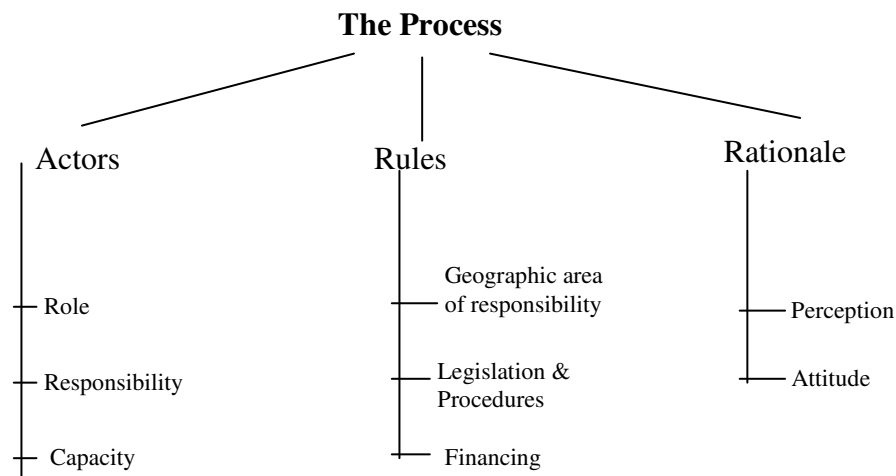 The Process
Actors
Rules
Rationale
Role
Responsibility
Capacity
Geographic area
of responsibility
Legislation &
Procedures
Financing
Perception
Attitude